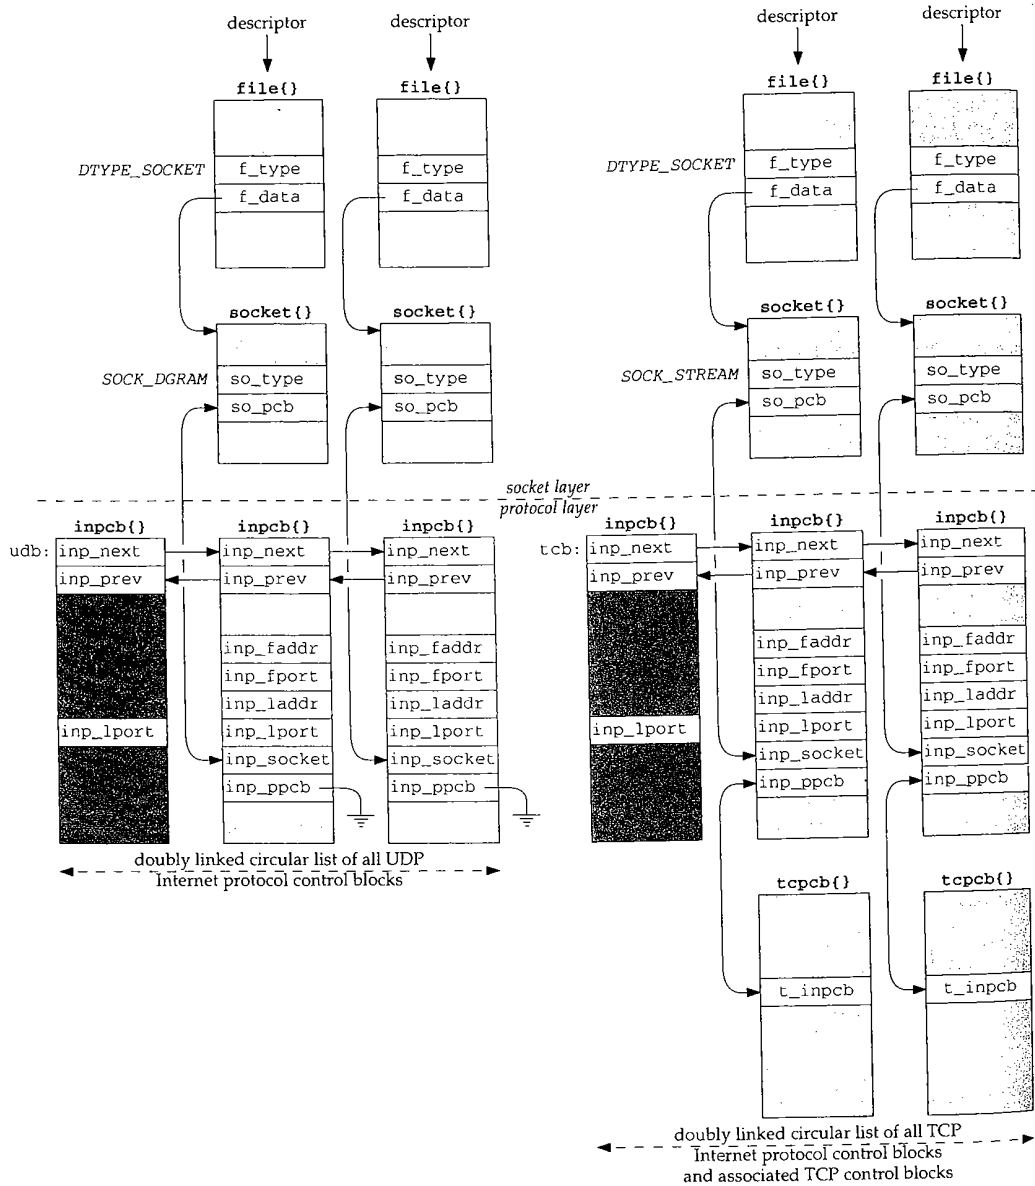 descriptor descriptor descriptor descriptor
file{} file{} file{} file{}
DTYPE_SOCKET f_type f_type DTYPE_SOCKET f_type f_type
f_data f_data f_data f_data
socket{} socket{} socket{} socket{}
SOCK_DGRAM so_type so_type SOCK_STREAM so_type so_type
so_pcb so_pcb so_pcb so_pcb
socket layer
protocol layer
inpcb{} inpcb{} inpcb{} inpcb{} inpcb{} inpcb{}
udb: inp_next inp_next inp_next tcb: inp_next inp_next inp_next
inp_prev inp_prev inp_prev inp_prev inp_prev inp_prev
inp_faddr inp_faddr inp_faddr inp_faddr
inp_fport inp_fport inp_fport inp_fport
inp_laddr inp_laddr inp_laddr inp_laddr
inp_lport inp_lport inp_lport inp_lport inp_lport inp_lport
inp_socket inp_socket inp_socket inp_socket
inp_ppcb inp_ppcb inp_ppcb inp_ppcb
doubly linked circular list of all UDP
Internet protocol control blocks
tcpcb{} tcpcb{}
t_inpcb t_inpcb
doubly linked circular list of all TCP
Internet protocol control blocks
and associated TCP control blocks